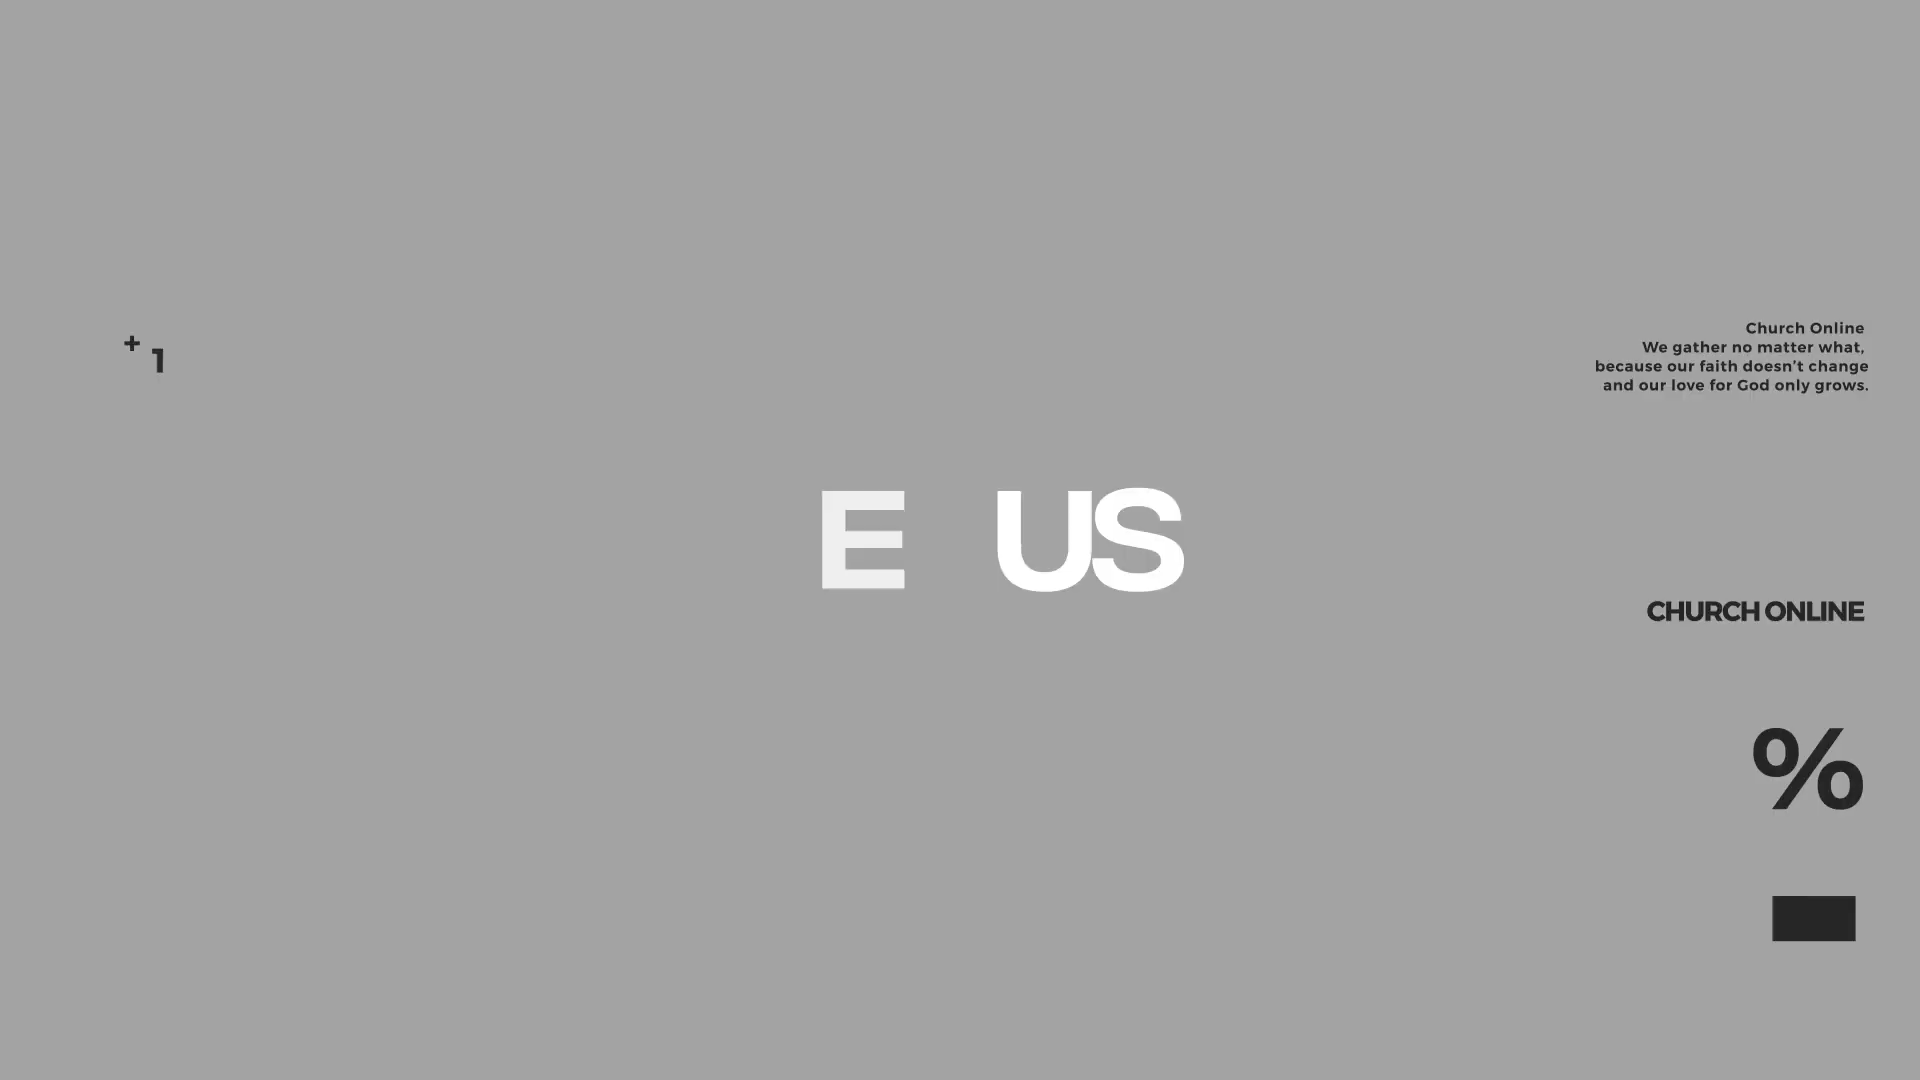 + 1
Church Online
We gather no matter what,
because our faith doesn't change
and our love for God only grows.
E US
CHURCH ONLINE
%